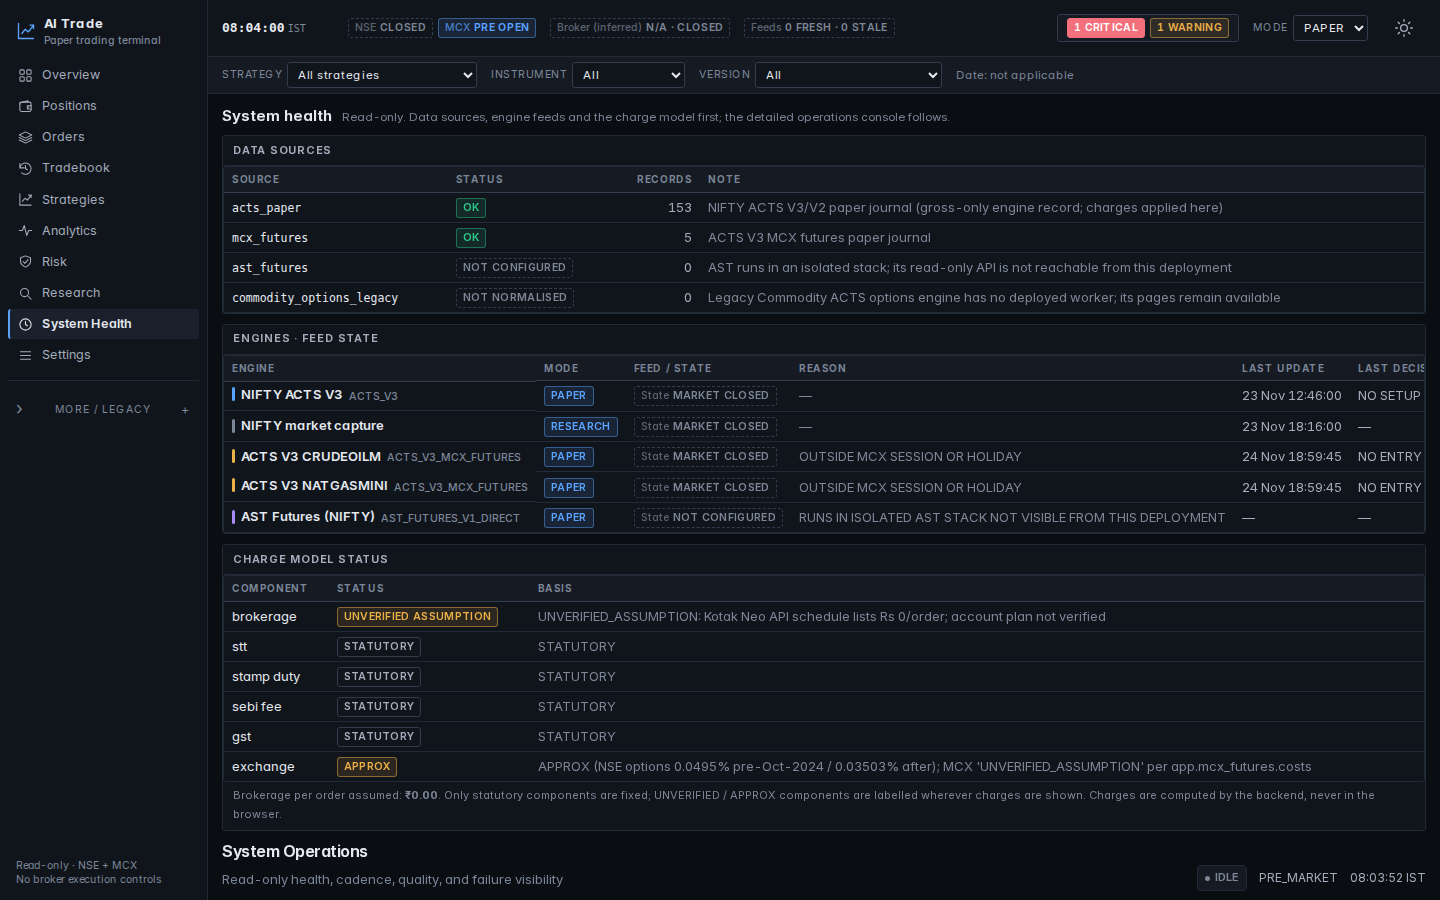 AI Trade
Paper trading terminal
Overview
Positions
Orders
Tradebook
Strategies
Analytics
Risk
Research
System Health
Settings
MORE / LEGACY +
Read-only · NSE + MCX
No broker execution controls
08:04:00 IST NSE CLOSED MCX PRE OPEN Broker (inferred) N/A · CLOSED Feeds 0 FRESH · 0 STALE 1 CRITICAL 1 WARNING MODE PAPER
STRATEGY All strategies INSTRUMENT All VERSION All Date: not applicable
System health Read-only. Data sources, engine feeds and the charge model first; the detailed operations console follows.
DATA SOURCES
SOURCE STATUS RECORDS NOTE
acts_paper OK 153 NIFTY ACTS V3/V2 paper journal (gross-only engine record; charges applied here)
mcx_futures OK 5 ACTS V3 MCX futures paper journal
ast_futures NOT CONFIGURED 0 AST runs in an isolated stack; its read-only API is not reachable from this deployment
commodity_options_legacy NOT NORMALISED 0 Legacy Commodity ACTS options engine has no deployed worker; its pages remain available
ENGINES · FEED STATE
ENGINE MODE FEED / STATE REASON LAST UPDATE LAST DECIS
NIFTY ACTS V3 ACTS_V3 PAPER State MARKET CLOSED — 23 Nov 12:46:00 NO SETUP
NIFTY market capture RESEARCH State MARKET CLOSED — 23 Nov 18:16:00 —
ACTS V3 CRUDEOILM ACTS_V3_MCX_FUTURES PAPER State MARKET CLOSED OUTSIDE MCX SESSION OR HOLIDAY 24 Nov 18:59:45 NO ENTRY
ACTS V3 NATGASMINI ACTS_V3_MCX_FUTURES PAPER State MARKET CLOSED OUTSIDE MCX SESSION OR HOLIDAY 24 Nov 18:59:45 NO ENTRY
AST Futures (NIFTY) AST_FUTURES_V1_DIRECT PAPER State NOT CONFIGURED RUNS IN ISOLATED AST STACK NOT VISIBLE FROM THIS DEPLOYMENT — —
CHARGE MODEL STATUS
COMPONENT STATUS BASIS
brokerage UNVERIFIED ASSUMPTION UNVERIFIED_ASSUMPTION: Kotak Neo API schedule lists Rs 0/order; account plan not verified
stt STATUTORY STATUTORY
stamp duty STATUTORY STATUTORY
sebi fee STATUTORY STATUTORY
gst STATUTORY STATUTORY
exchange APPROX APPROX (NSE options 0.0495% pre-Oct-2024 / 0.03503% after); MCX 'UNVERIFIED_ASSUMPTION' per app.mcx_futures.costs
Brokerage per order assumed: ₹0.00. Only statutory components are fixed; UNVERIFIED / APPROX components are labelled wherever charges are shown. Charges are computed by the backend, never in the
browser.
System Operations
Read-only health, cadence, quality, and failure visibility IDLE PRE_MARKET 08:03:52 IST